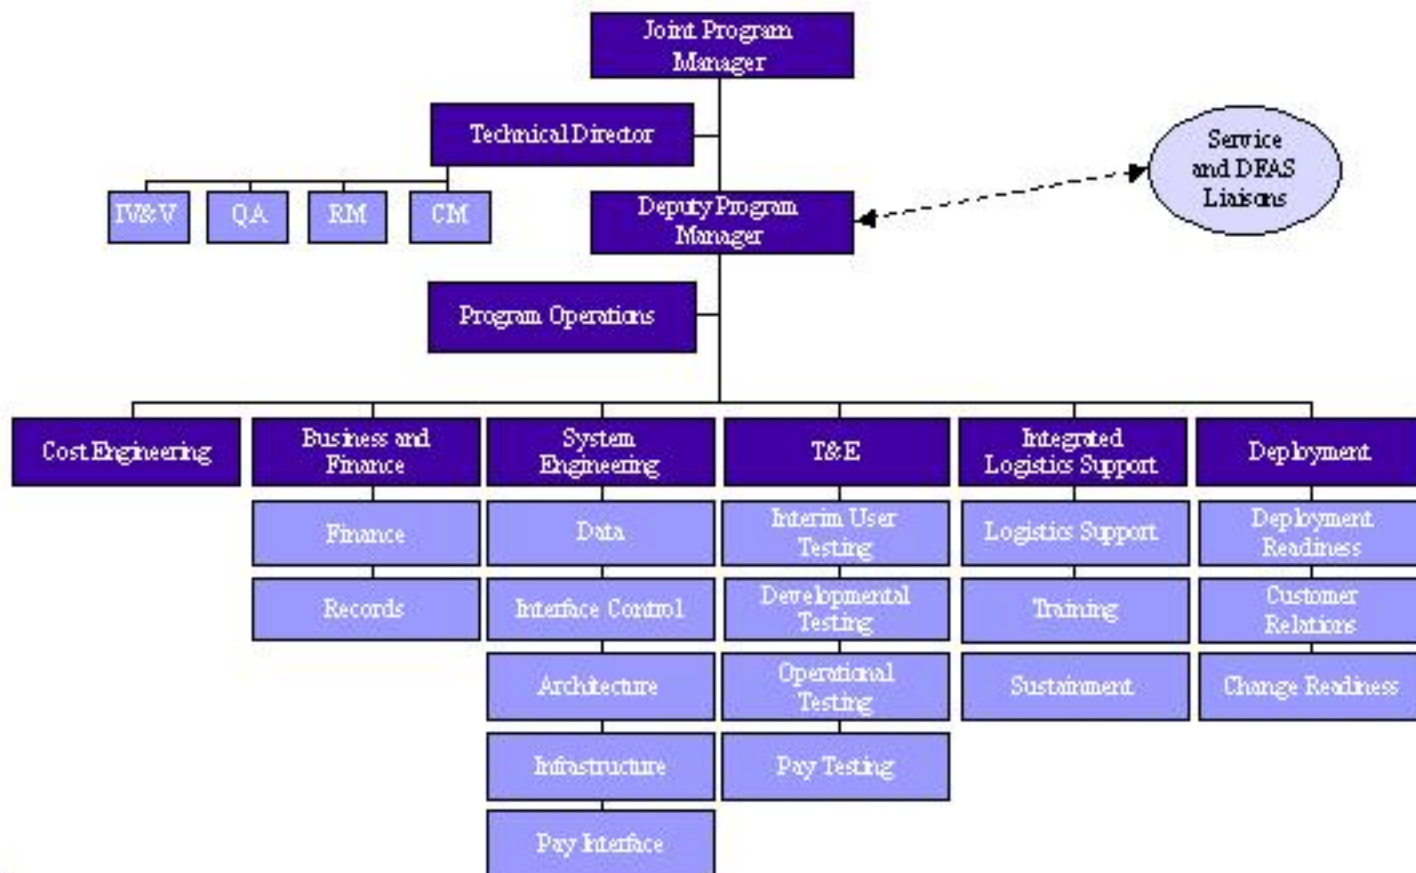 Joint Program
Manager
Technical Director
Service
and DFAS
Liaisons
IV&V
QA
RM
CM
Deputy Program
Manager
Program Operations
Cost Engineering
Business and
Finance
System
Engineering
T&E
Integrated
Logistics Support
Deployment
Finance
Records
Data
Interface Control
Architecture
Infrastructure
Pay Interface
Interim User
Testing
Developmental
Testing
Operational
Testing
Pay Testing
Logistics Support
Training
Sustainment
Deployment
Readiness
Customer
Relations
Change Readiness